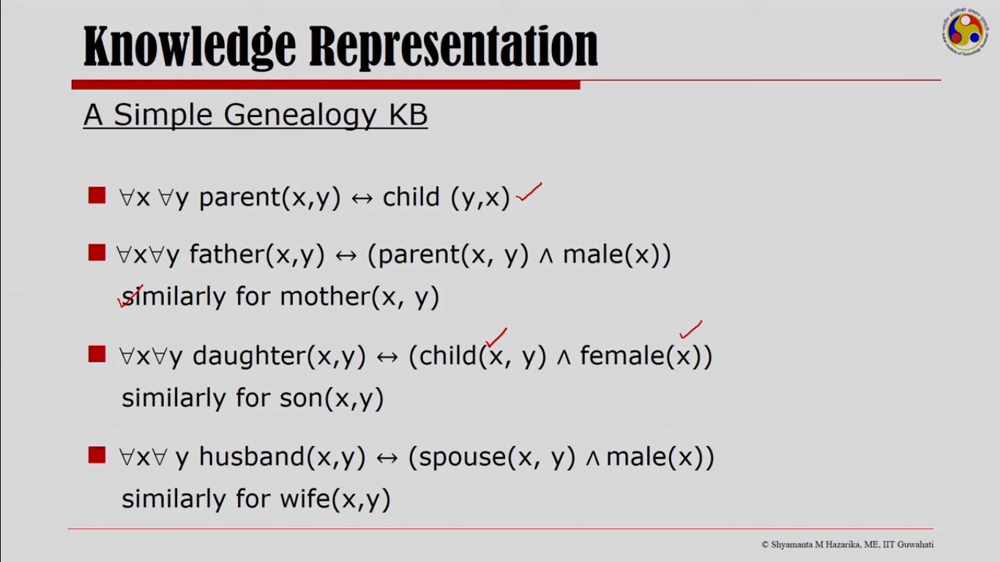 Knowledge Representation
A Simple Genealogy KB
∀x ∀y parent(x,y) ↔ child (y,x)
∀x∀y father(x,y) ↔ (parent(x, y) ∧ male(x))
similarly for mother(x, y)
∀x∀y daughter(x,y) ↔ (child(x, y) ∧ female(x))
similarly for son(x,y)
∀x∀ y husband(x,y) ↔ (spouse(x, y) ∧ male(x))
similarly for wife(x,y)
© Shyamanta M Hazarika, ME, IIT Guwahati